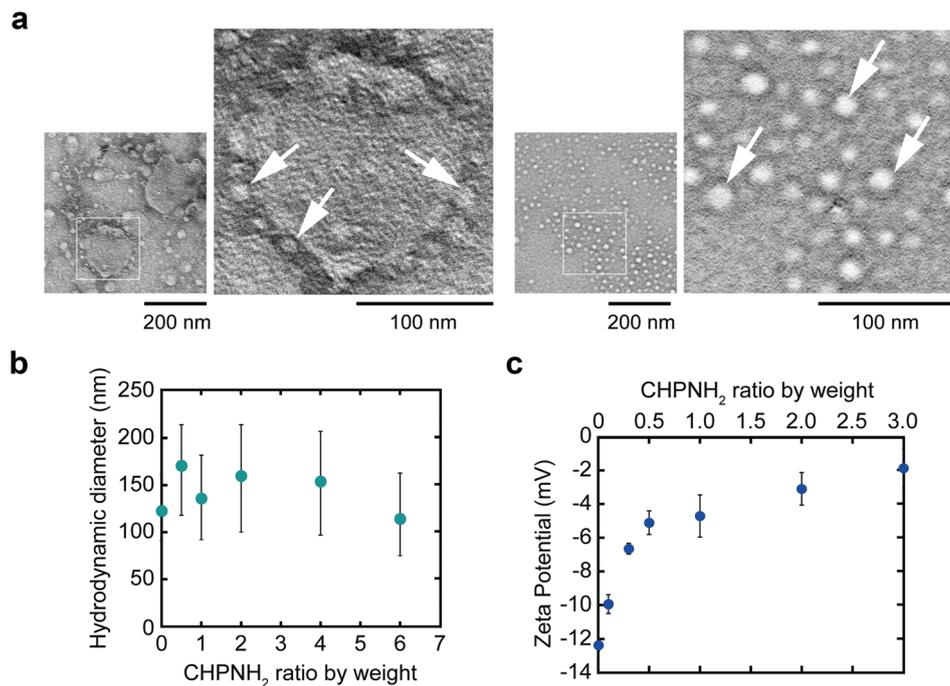 a
200 nm
100 nm
200 nm
100 nm
b
Hydrodynamic diameter (nm)
250
200
150
100
50
0
0 1 2 3 4 5 6 7
CHPNH2 ratio by weight
c
CHPNH2 ratio by weight
0 0.5 1.0 1.5 2.0 2.5 3.0
Zeta Potential (mV)
0
-2
-4
-6
-8
-10
-12
-14